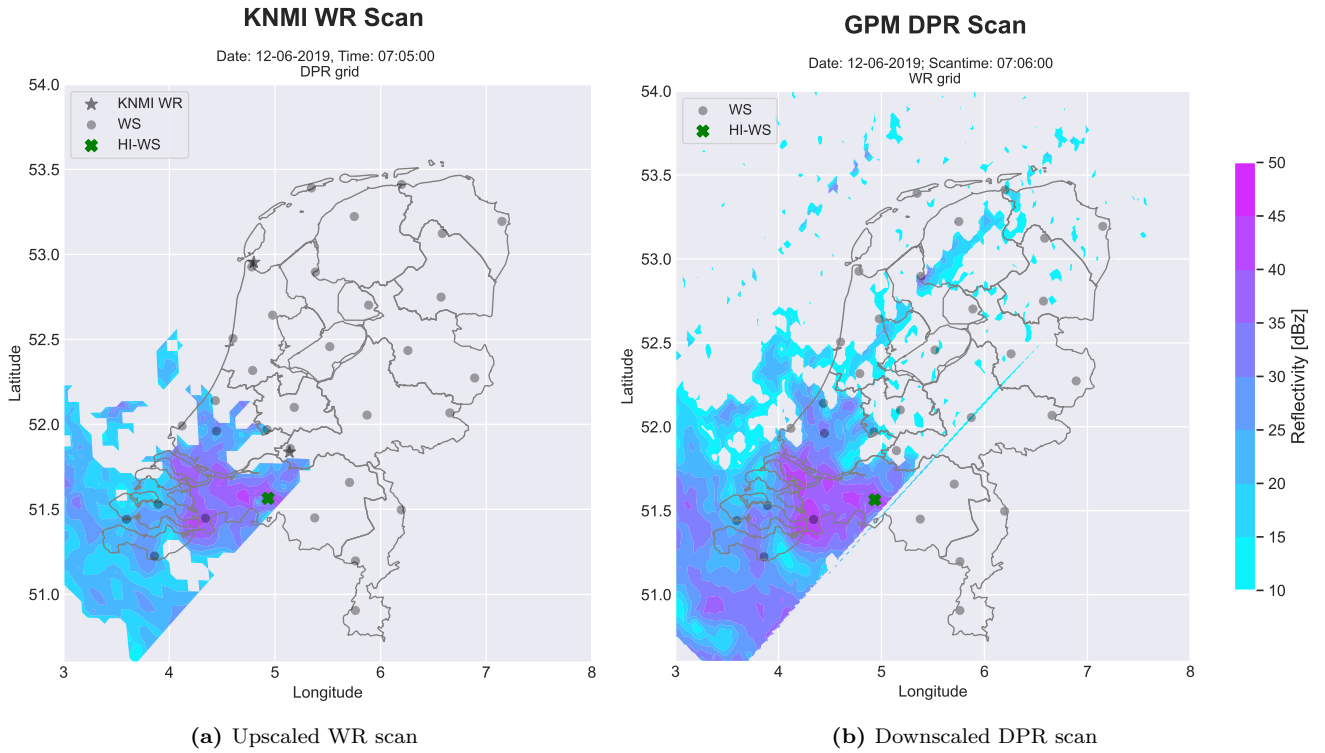 KNMI WR Scan
Date: 12-06-2019, Time: 07:05:00
DPR grid
KNMI WR
WS
HI-WS
54.0
53.5
53.0
52.5
52.0
51.5
51.0
Latitude
3 4 5 6 7 8
Longitude
(a) Upscaled WR scan
GPM DPR Scan
Date: 12-06-2019; Scantime: 07:06:00
WR grid
WS
HI-WS
54.0
53.5
53.0
52.5
52.0
51.5
51.0
Latitude
3 4 5 6 7 8
Longitude
(b) Downscaled DPR scan
50
45
40
35
30
25
20
15
10
Reflectivity [dBz]